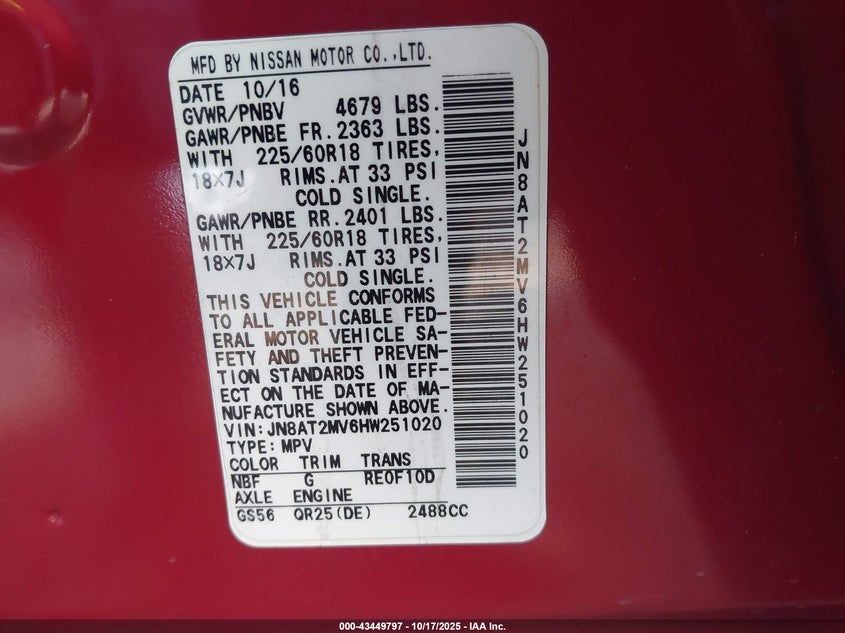 MFD BY NISSAN MOTOR CO.,LTD.
DATE 10/16
GVWR/PNBV 4679 LBS.
GAWR/PNBE FR. 2363 LBS.
WITH 225/60R18 TIRES,
18X7J RIMS. AT 33 PSI
COLD SINGLE.
GAWR/PNBE RR. 2401 LBS.
WITH 225/60R18 TIRES,
18X7J RIMS. AT 33 PSI
COLD SINGLE.
THIS VEHICLE CONFORMS
TO ALL APPLICABLE FED-
ERAL MOTOR VEHICLE SA-
FETY AND THEFT PREVEN-
TION STANDARDS IN EFF-
ECT ON THE DATE OF MA-
NUFACTURE SHOWN ABOVE.
VIN:JN8AT2MV6HW251020
TYPE:MPV
COLOR TRIM TRANS
NBF G RE0F10D
AXLE ENGINE
GS56 QR25(DE) 2488CC
JN8AT2MV6HW251020
000-43449797 - 10/17/2025 - IAA Inc.